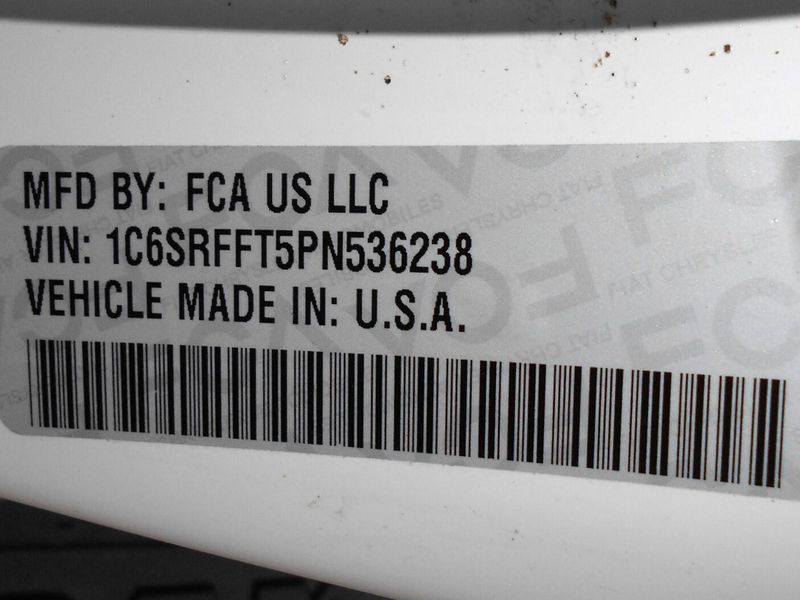 MFD BY: FCA US LLC
VIN: 1C6SRFFT5PN536238
VEHICLE MADE IN: U.S.A.